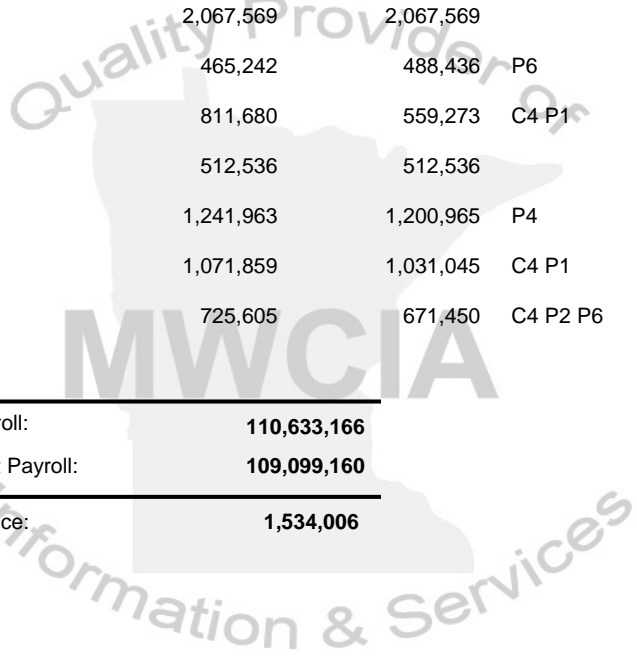 Quality Provider of
2,067,569 2,067,569
465,242 488,436 P6
811,680 559,273 C4 P1
512,536 512,536
1,241,963 1,200,965 P4
1,071,859 1,031,045 C4 P1
725,605 671,450 C4 P2 P6
MWCIA
roll: 110,633,166
Payroll: 109,099,160
ce: 1,534,006
nformation & Services